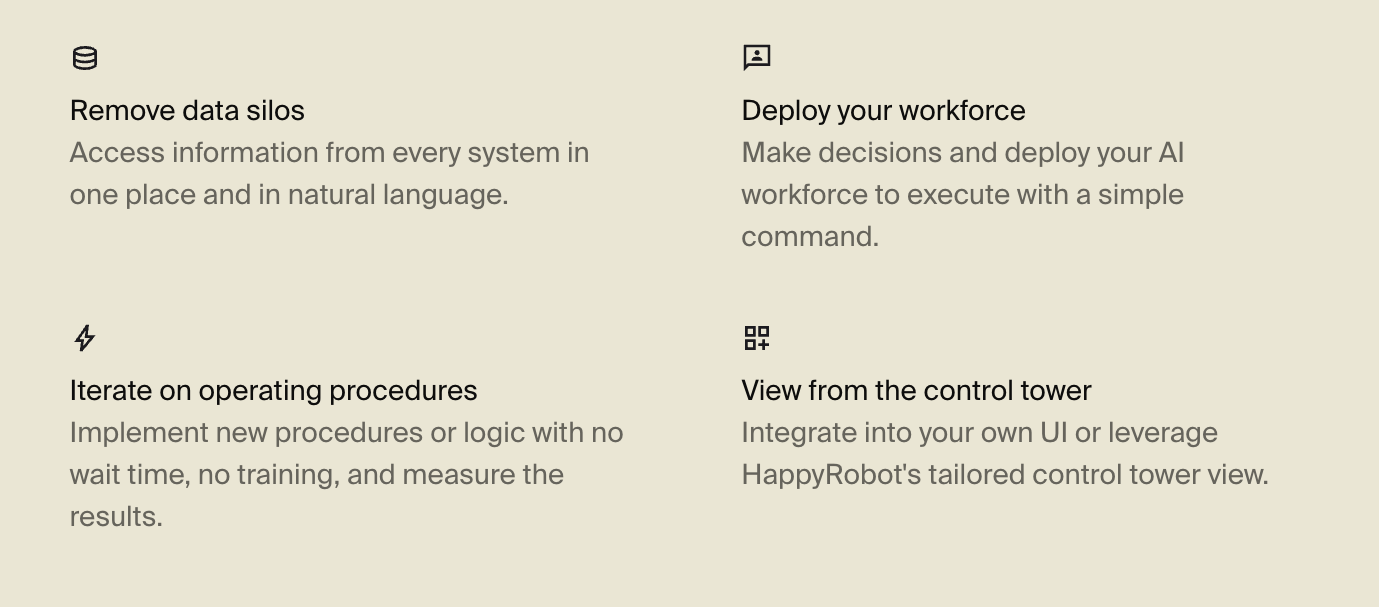 Remove data silos
Access information from every system in
one place and in natural language.
Deploy your workforce
Make decisions and deploy your AI
workforce to execute with a simple
command.
Iterate on operating procedures
Implement new procedures or logic with no
wait time, no training, and measure the
results.
View from the control tower
Integrate into your own UI or leverage
HappyRobot's tailored control tower view.